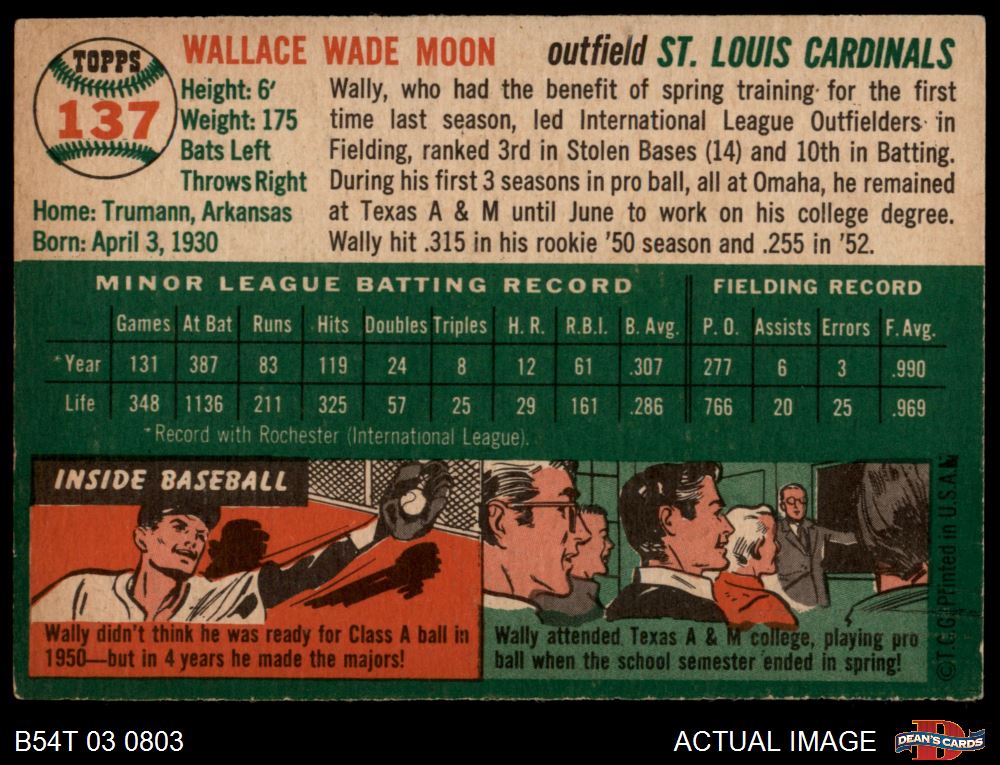 TOPPS
137
WALLACE WADE MOON outfield ST. LOUIS CARDINALS
Height: 6'
Weight: 175
Bats Left
Throws Right
Home: Trumann, Arkansas
Born: April 3, 1930
Wally, who had the benefit of spring training for the first
time last season, led International League Outfielders in
Fielding, ranked 3rd in Stolen Bases (14) and 10th in Batting.
During his first 3 seasons in pro ball, all at Omaha, he remained
at Texas A & M until June to work on his college degree.
Wally hit .315 in his rookie '50 season and .255 in '52.
MINOR LEAGUE BATTING RECORD FIELDING RECORD
Games At Bat Runs Hits Doubles Triples H. R. R.B.I. B. Avg. P. O. Assists Errors F. Avg.
*Year 131 387 83 119 24 8 12 61 .307 277 6 3 .990
Life 348 1136 211 325 57 25 29 161 .286 766 20 25 .969
*Record with Rochester (International League).
INSIDE BASEBALL
Wally didn't think he was ready for Class A ball in
1950—but in 4 years he made the majors!
Wally attended Texas A & M college, playing pro
ball when the school semester ended in spring!
©T.C.G. Printed in U.S.A.
B54T 03 0803
ACTUAL IMAGE
DEAN'S CARDS